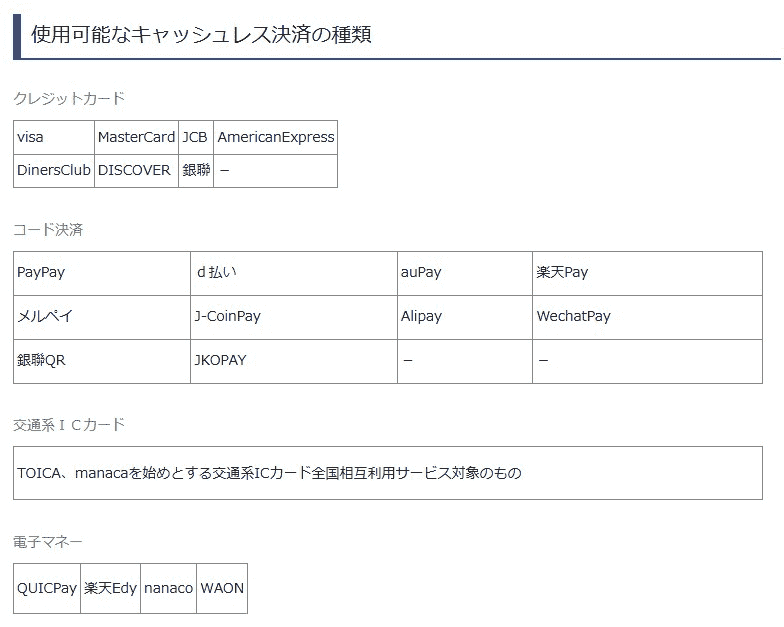 使用可能なキャッシュレス決済の種類
クレジットカード
visa MasterCard JCB AmericanExpress
DinersClub DISCOVER 銀聯 －
コード決済
PayPay ｄ払い auPay 楽天Pay
メルペイ J-CoinPay Alipay WechatPay
銀聯QR JKOPAY － －
交通系ＩＣカード
TOICA、manacaを始めとする交通系ICカード全国相互利用サービス対象のもの
電子マネー
QUICPay 楽天Edy nanaco WAON